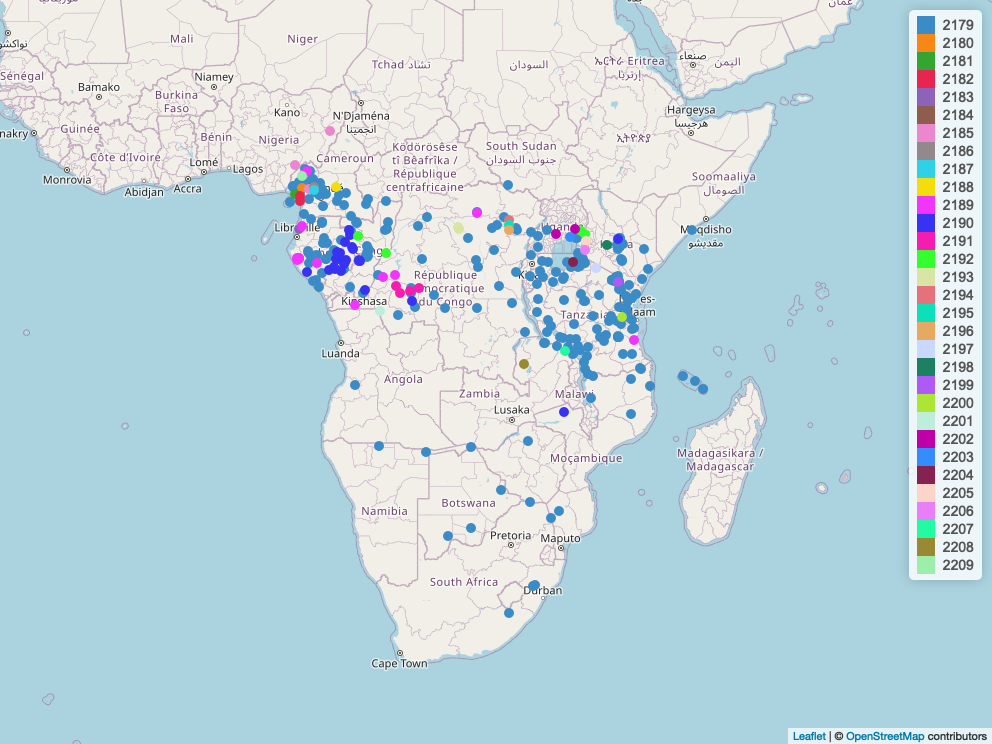 Mali
Niger
Tchad تشاد
السودان
ኤርትራ Eritrea
إرتريا
صنعاء
اليمن
عمان
Sénégal
Bamako
Niamey
Burkina
Faso
Kano
N'Djaména
انجمينا
Hargeysa
هرجيسا
Guinée
Bénin
Nigeria
Côte d'Ivoire
Lomé
Lagos
Monrovia
Abidjan
Accra
Cameroun
Ködörösêse
tî Bêafrîka /
République
centrafricaine
South Sudan
جنوب السودان
ኢትዮጵያ
Soomaaliya
الصومال
Muqdisho
مقديشو
Uganda
République
démocratique
du Congo
Kinshasa
Tanzania
Luanda
Angola
Zambia
Malawi
Lusaka
Moçambique
Madagasikara /
Madagascar
Namibia
Botswana
Pretoria
Maputo
South Africa
Durban
Cape Town
2179
2180
2181
2182
2183
2184
2185
2186
2187
2188
2189
2190
2191
2192
2193
2194
2195
2196
2197
2198
2199
2200
2201
2202
2203
2204
2205
2206
2207
2208
2209
Leaflet | © OpenStreetMap contributors